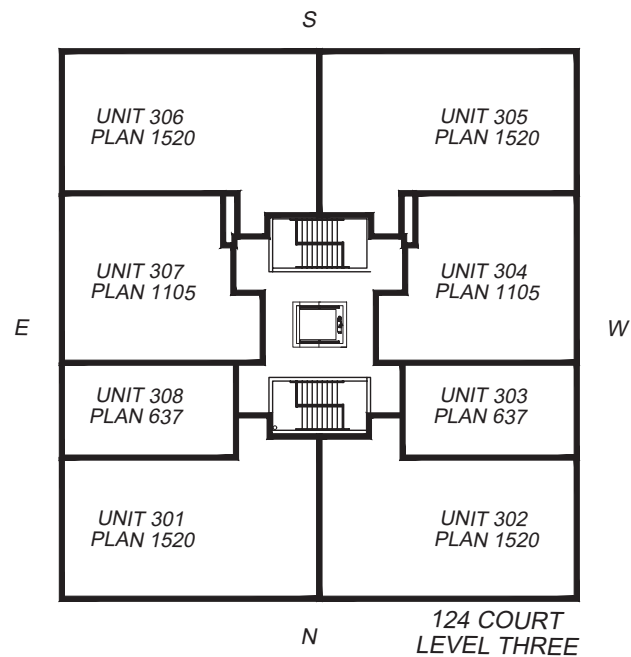 S
UNIT 306
PLAN 1520
UNIT 305
PLAN 1520
UNIT 307
PLAN 1105
UNIT 304
PLAN 1105
E
W
UNIT 308
PLAN 637
UNIT 303
PLAN 637
UNIT 301
PLAN 1520
UNIT 302
PLAN 1520
N
124 COURT
LEVEL THREE